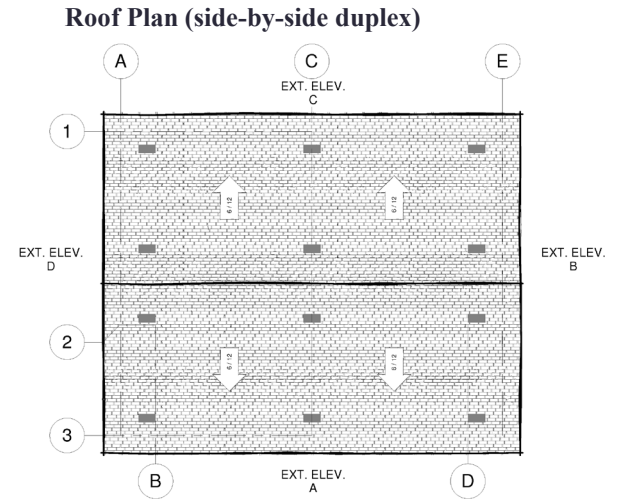 Roof Plan (side-by-side duplex)
A
C
E
EXT. ELEV.
C
1
6/12
6/12
EXT. ELEV.
D
EXT. ELEV.
B
2
6/12
6/12
3
B
EXT. ELEV.
A
D